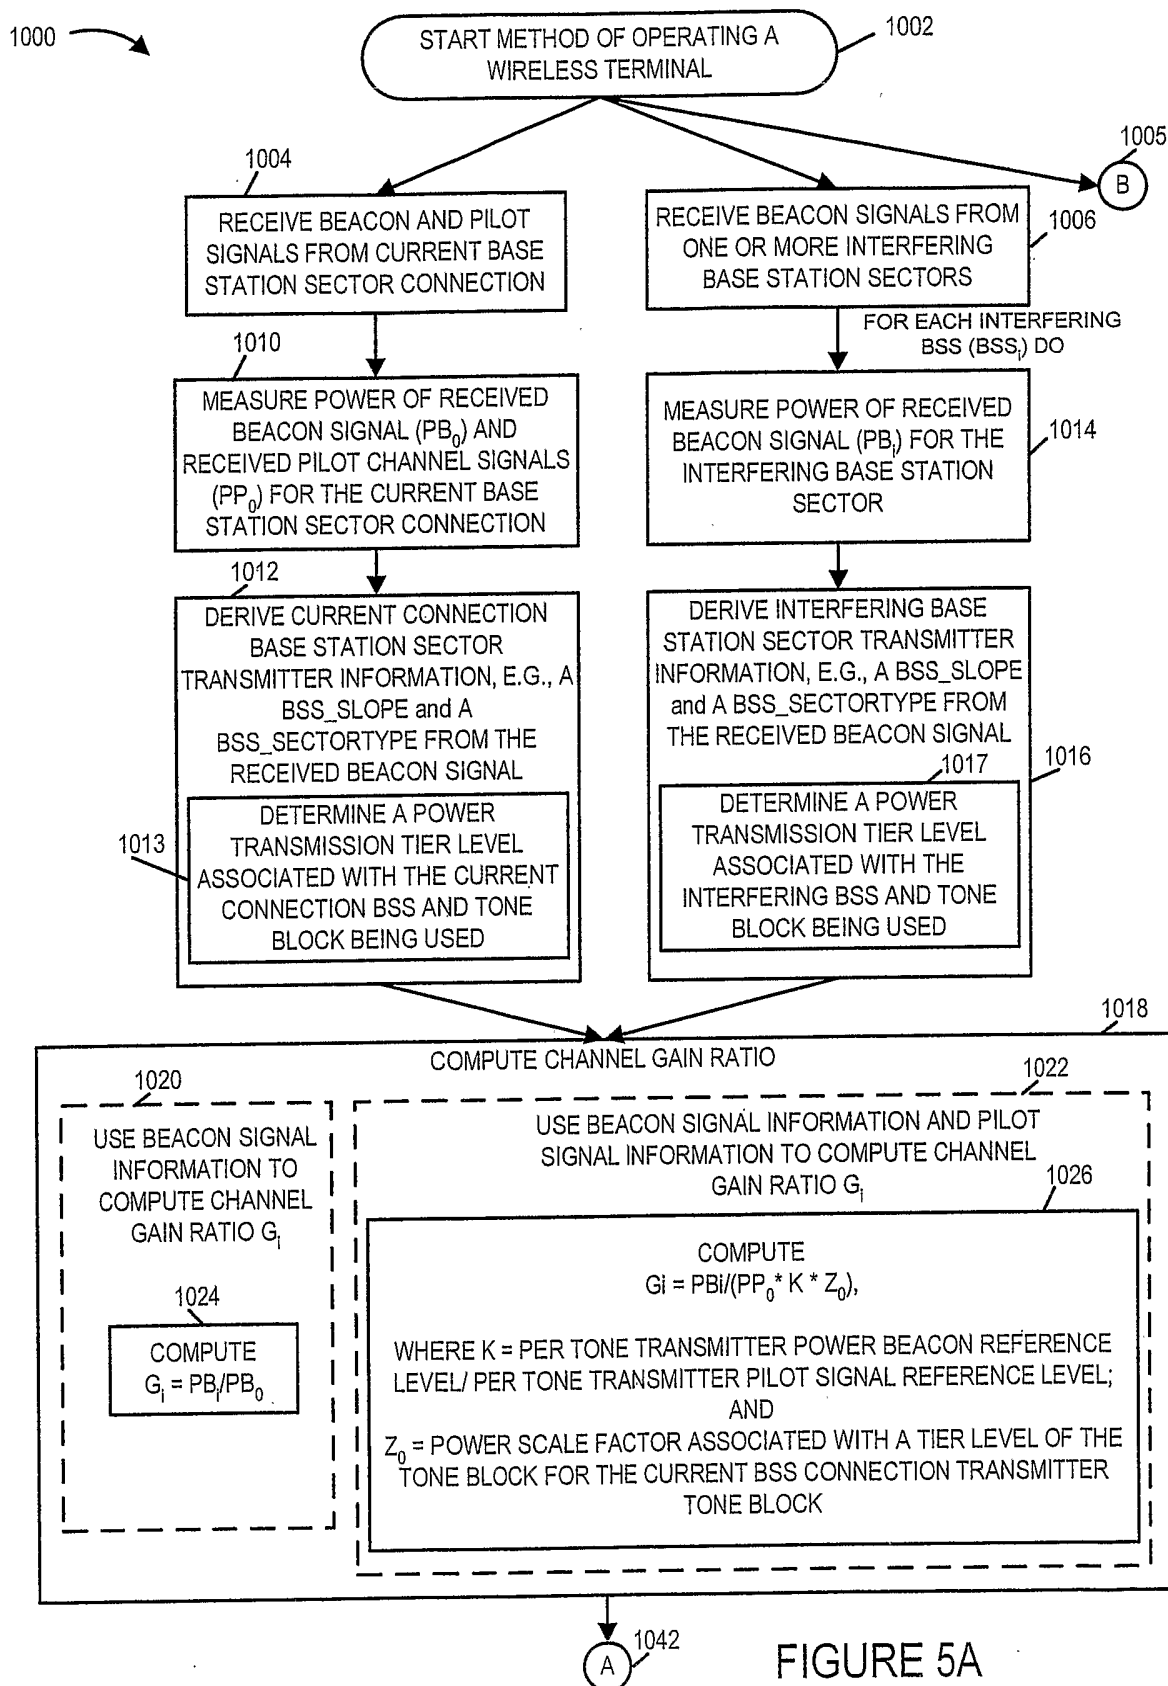 1000
START METHOD OF OPERATING A
WIRELESS TERMINAL
1002
1005
B
1004
RECEIVE BEACON AND PILOT
SIGNALS FROM CURRENT BASE
STATION SECTOR CONNECTION
RECEIVE BEACON SIGNALS FROM
ONE OR MORE INTERFERING
BASE STATION SECTORS
1006
FOR EACH INTERFERING
BSS (BSSi) DO
1010
MEASURE POWER OF RECEIVED
BEACON SIGNAL (PB0) AND
RECEIVED PILOT CHANNEL SIGNALS
(PP0) FOR THE CURRENT BASE
STATION SECTOR CONNECTION
MEASURE POWER OF RECEIVED
BEACON SIGNAL (PBi) FOR THE
INTERFERING BASE STATION
SECTOR
1014
1012
DERIVE CURRENT CONNECTION
BASE STATION SECTOR
TRANSMITTER INFORMATION, E.G., A
BSS_SLOPE and A
BSS_SECTORTYPE FROM THE
RECEIVED BEACON SIGNAL
1013
DETERMINE A POWER
TRANSMISSION TIER LEVEL
ASSOCIATED WITH THE CURRENT
CONNECTION BSS AND TONE
BLOCK BEING USED
DERIVE INTERFERING BASE
STATION SECTOR TRANSMITTER
INFORMATION, E.G., A BSS_SLOPE
and A BSS_SECTORTYPE FROM
THE RECEIVED BEACON SIGNAL
1017
1016
DETERMINE A POWER
TRANSMISSION TIER LEVEL
ASSOCIATED WITH THE
INTERFERING BSS AND TONE
BLOCK BEING USED
1018
COMPUTE CHANNEL GAIN RATIO
1020
USE BEACON SIGNAL
INFORMATION TO
COMPUTE CHANNEL
GAIN RATIO Gi
1024
COMPUTE
Gi = PBi/PB0
1022
USE BEACON SIGNAL INFORMATION AND PILOT
SIGNAL INFORMATION TO COMPUTE CHANNEL
GAIN RATIO Gi
1026
COMPUTE
Gi = PBi/(PP0* K * Z0),
WHERE K = PER TONE TRANSMITTER POWER BEACON REFERENCE
LEVEL/ PER TONE TRANSMITTER PILOT SIGNAL REFERENCE LEVEL;
AND
Z0 = POWER SCALE FACTOR ASSOCIATED WITH A TIER LEVEL OF THE
TONE BLOCK FOR THE CURRENT BSS CONNECTION TRANSMITTER
TONE BLOCK
A
1042
FIGURE 5A